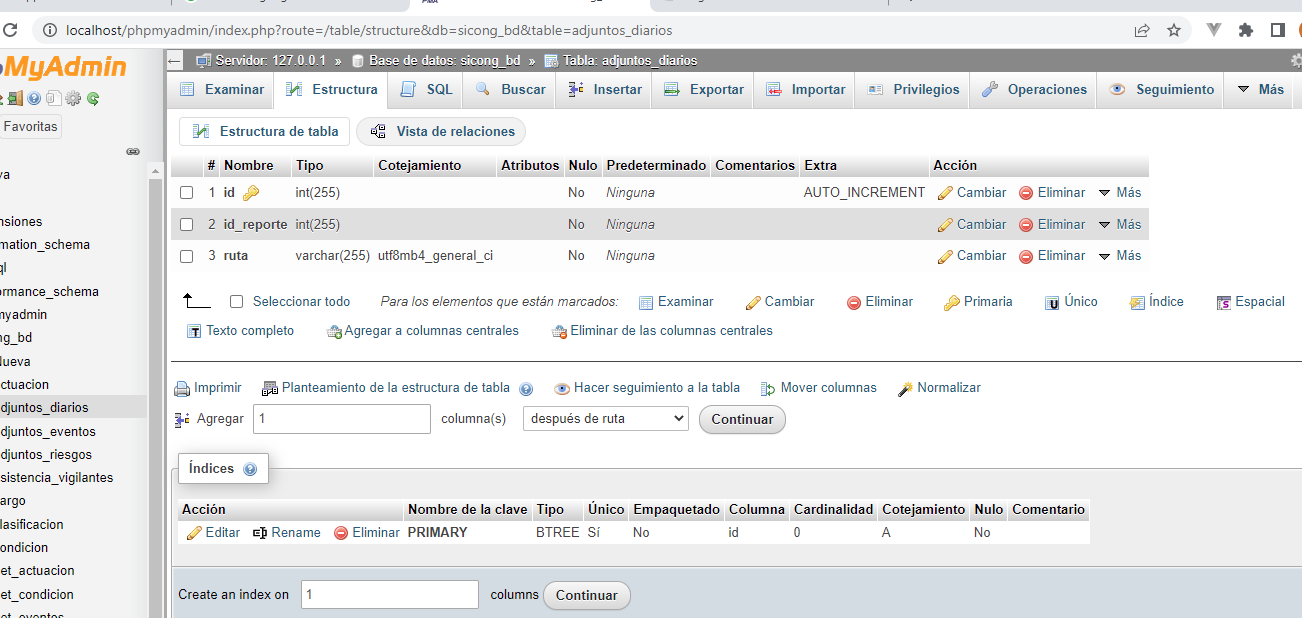 localhost/phpmyadmin/index.php?route=/table/structure&db=sicong_bd&table=adjuntos_diarios
MyAdmin
Servidor: 127.0.0.1 » Base de datos: sicong_bd » Tabla: adjuntos_diarios
Examinar Estructura SQL Buscar Insertar Exportar Importar Privilegios Operaciones Seguimiento Más
Favoritas
Estructura de tabla Vista de relaciones
# Nombre Tipo Cotejamiento Atributos Nulo Predeterminado Comentarios Extra Acción
1 id int(255) No Ninguna AUTO_INCREMENT Cambiar Eliminar Más
2 id_reporte int(255) No Ninguna Cambiar Eliminar Más
3 ruta varchar(255) utf8mb4_general_ci No Ninguna Cambiar Eliminar Más
Seleccionar todo Para los elementos que están marcados: Examinar Cambiar Eliminar Primaria Único Índice Espacial
Texto completo Agregar a columnas centrales Eliminar de las columnas centrales
Imprimir Planteamiento de la estructura de tabla Hacer seguimiento a la tabla Mover columnas Normalizar
Agregar 1 columna(s) después de ruta Continuar
Índices
Acción Nombre de la clave Tipo Único Empaquetado Columna Cardinalidad Cotejamiento Nulo Comentario
Editar Rename Eliminar PRIMARY BTREE Sí No id 0 A No
Create an index on 1 columns Continuar
va
nsiones
mation_schema
ql
ormance_schema
myadmin
ng_bd
Nueva
ctuacion
djuntos_diarios
djuntos_eventos
djuntos_riesgos
sistencia_vigilantes
argo
lasificacion
ondicion
et_actuacion
et_condicion
et_eventos